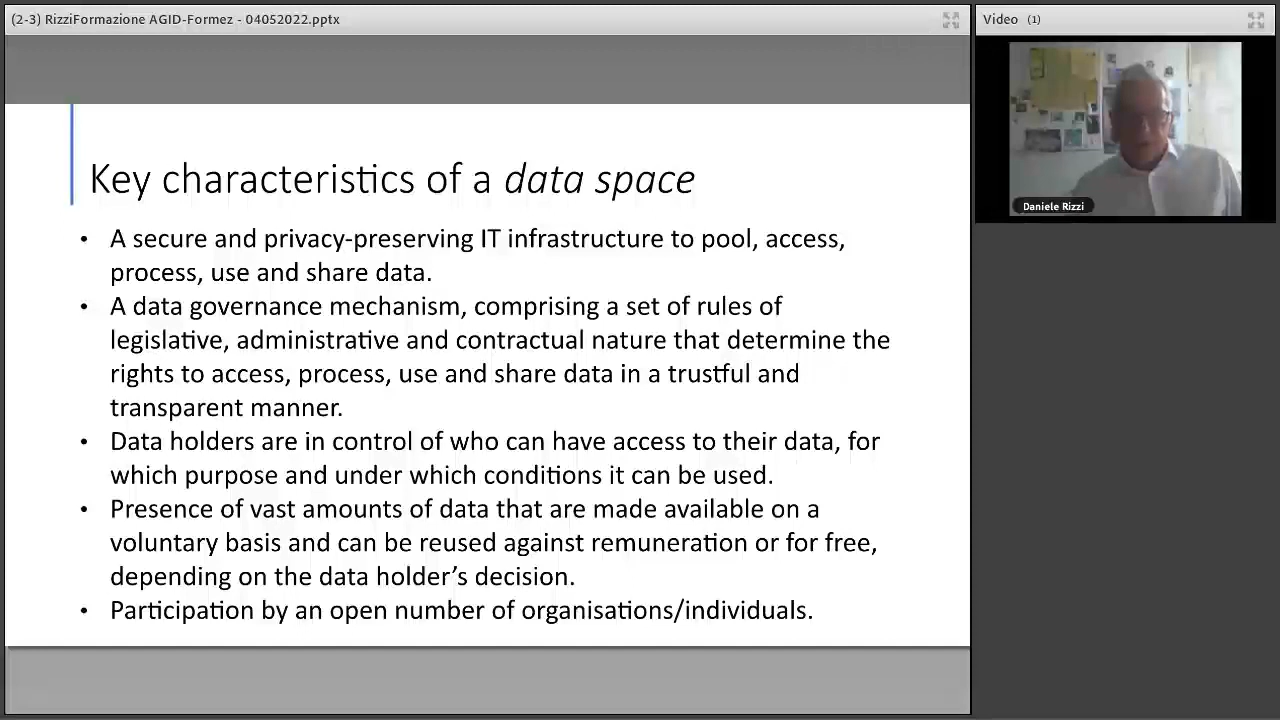 (2-3) RizziFormazione AGID-Formez - 04052022.pptx
Video (1)
Daniele Rizzi
Key characteristics of a data space
• A secure and privacy-preserving IT infrastructure to pool, access,
process, use and share data.
• A data governance mechanism, comprising a set of rules of
legislative, administrative and contractual nature that determine the
rights to access, process, use and share data in a trustful and
transparent manner.
• Data holders are in control of who can have access to their data, for
which purpose and under which conditions it can be used.
• Presence of vast amounts of data that are made available on a
voluntary basis and can be reused against remuneration or for free,
depending on the data holder’s decision.
• Participation by an open number of organisations/individuals.